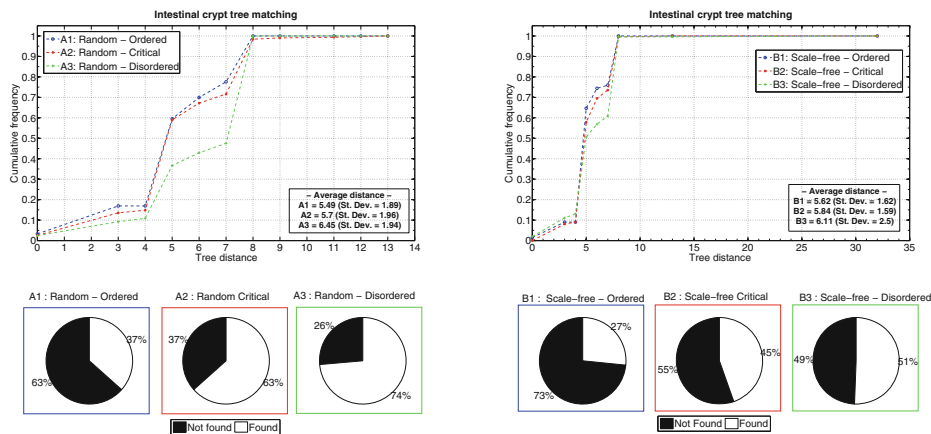 Intestinal crypt tree matching
A1: Random − Ordered
A2: Random − Critical
A3: Random − Disordered
Cumulative frequency
1
0.9
0.8
0.7
0.6
0.5
0.4
0.3
0.2
0.1
0
0 1 2 3 4 5 6 7 8 9 10 11 12 13 14
Tree distance
− Average distance −
A1 = 5.49 (St. Dev. = 1.89)
A2 = 5.7 (St. Dev. = 1.96)
A3 = 6.45 (St. Dev. = 1.94)
Intestinal crypt tree matching
B1: Scale−free − Ordered
B2: Scale−free − Critical
B3: Scale−free − Disordered
Cumulative frequency
1
0.9
0.8
0.7
0.6
0.5
0.4
0.3
0.2
0.1
0
0 5 10 15 20 25 30 35
Tree distance
− Average distance −
B1 = 5.62 (St. Dev. = 1.62)
B2 = 5.84 (St. Dev. = 1.59)
B3 = 6.11 (St. Dev. = 2.5)
A1 : Random − Ordered
37%
63%
A2 : Random Critical
37%
63%
A3 : Random − Disordered
26%
74%
Not found Found
B1 : Scale−free − Ordered
27%
73%
B2 : Scale−free Critical
45%
55%
B3 : Scale−free − Disordered
49%
51%
Not found Found